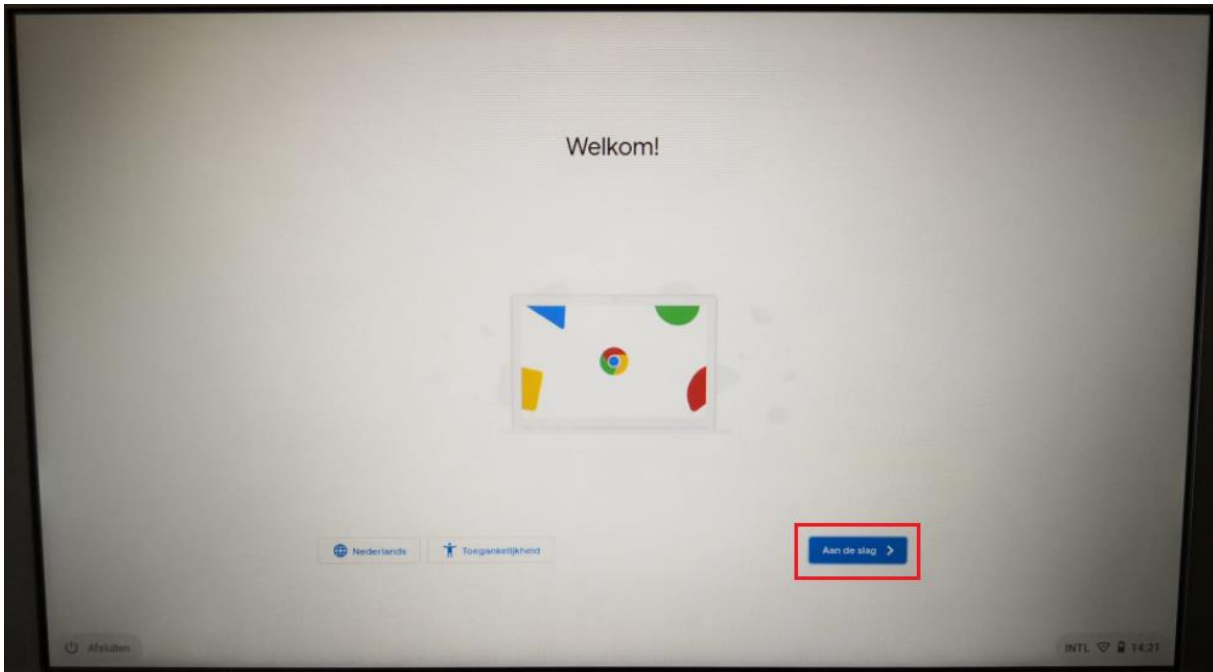 Welkom!
Nederlands
Toegankelijkheid
Aan de slag
Afsluiten
INTL 14:21